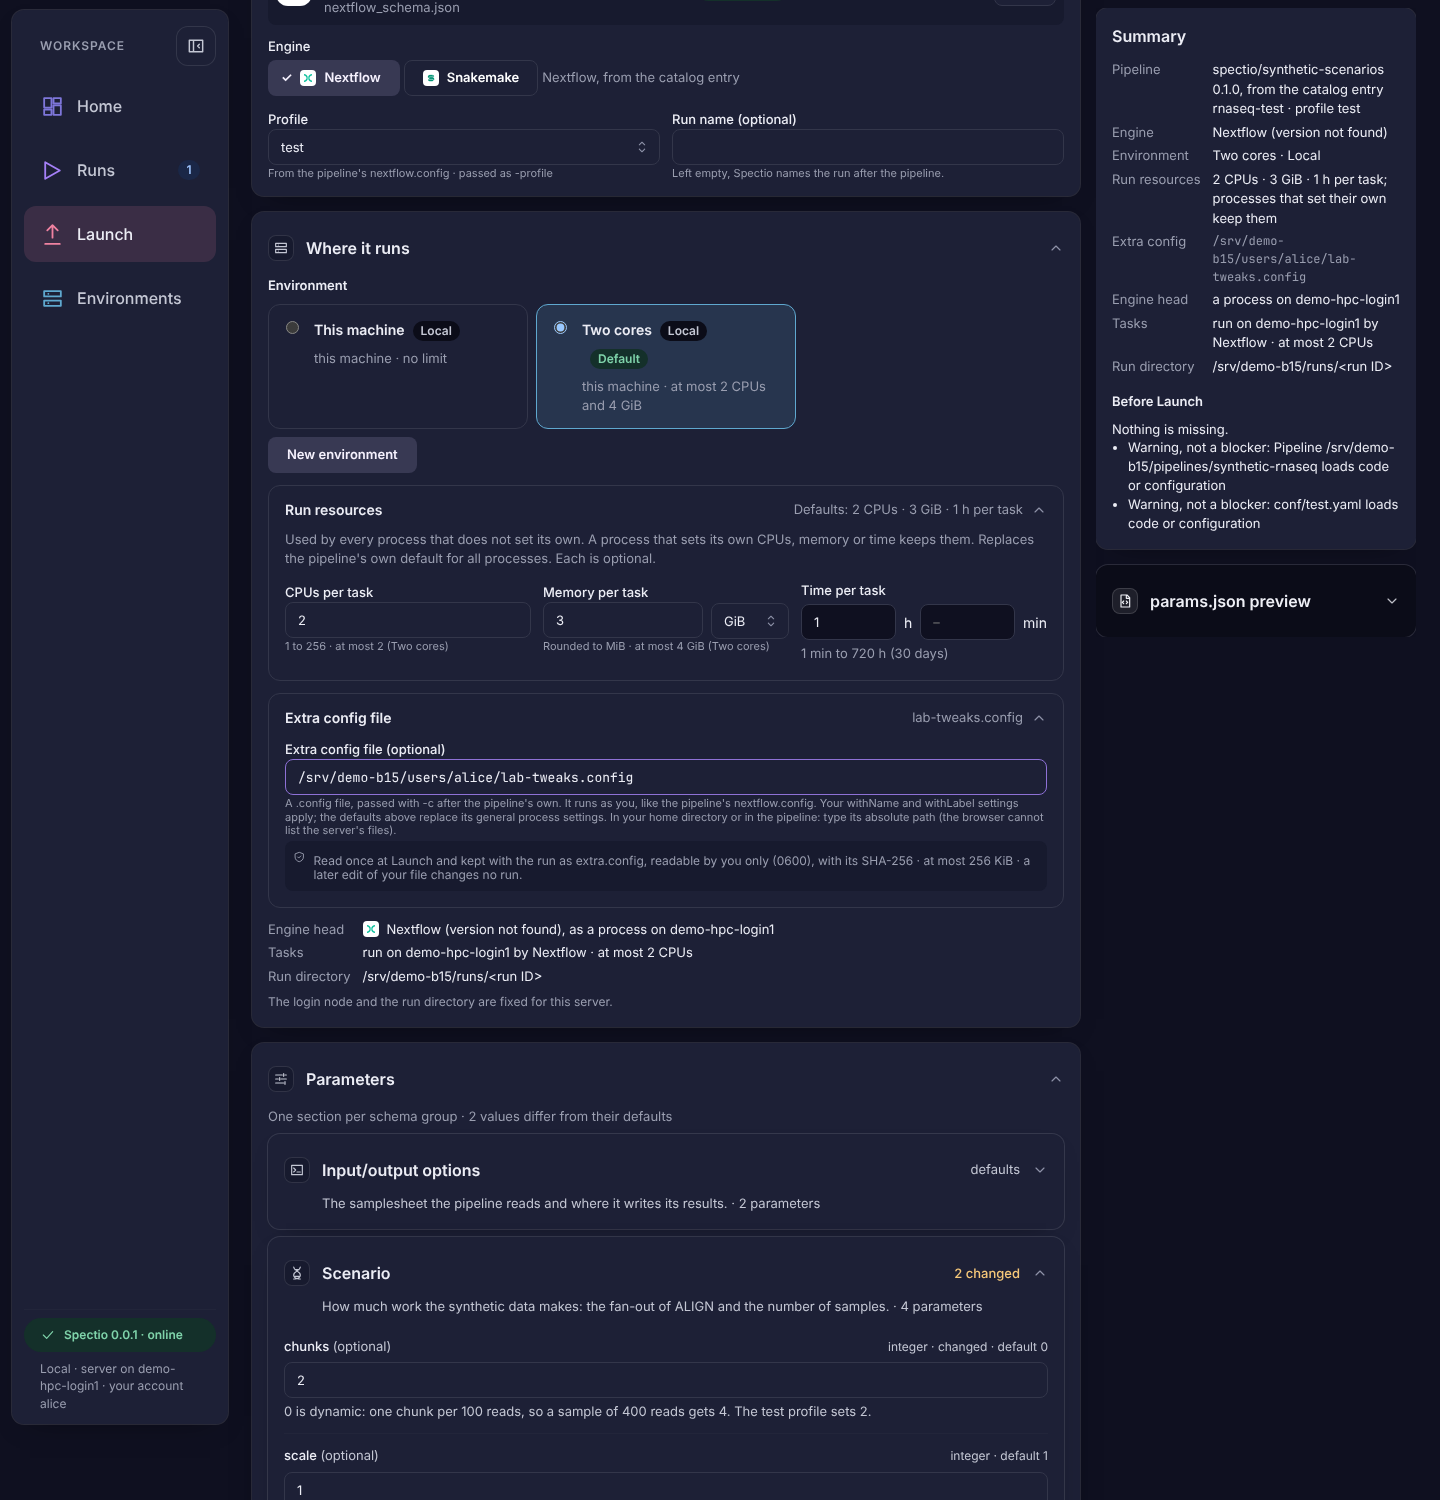 WORKSPACE
Home
Runs
1
Launch
Environments
Spectio 0.0.1 · online
Local · server on demo-
hpc-login1 · your account
alice
nextflow_schema.json
Engine
Nextflow
Snakemake
Nextflow, from the catalog entry
Profile
test
From the pipeline's nextflow.config · passed as -profile
Run name (optional)
Left empty, Spectio names the run after the pipeline.
Where it runs
Environment
This machine Local
this machine · no limit
Two cores Local
Default
this machine · at most 2 CPUs
and 4 GiB
New environment
Run resources
Defaults: 2 CPUs · 3 GiB · 1 h per task
Used by every process that does not set its own. A process that sets its own CPUs, memory or time keeps them. Replaces
the pipeline's own default for all processes. Each is optional.
CPUs per task
2
1 to 256 · at most 2 (Two cores)
Memory per task
3
GiB
Rounded to MiB · at most 4 GiB (Two cores)
Time per task
1
h
–
min
1 min to 720 h (30 days)
Extra config file
lab-tweaks.config
Extra config file (optional)
/srv/demo-b15/users/alice/lab-tweaks.config
A .config file, passed with -c after the pipeline's own. It runs as you, like the pipeline's nextflow.config. Your withName and withLabel settings
apply; the defaults above replace its general process settings. In your home directory or in the pipeline: type its absolute path (the browser cannot
list the server's files).
Read once at Launch and kept with the run as extra.config, readable by you only (0600), with its SHA-256 · at most 256 KiB · a
later edit of your file changes no run.
Engine head
Nextflow (version not found), as a process on demo-hpc-login1
Tasks
run on demo-hpc-login1 by Nextflow · at most 2 CPUs
Run directory
/srv/demo-b15/runs/<run ID>
The login node and the run directory are fixed for this server.
Parameters
One section per schema group · 2 values differ from their defaults
Input/output options
defaults
The samplesheet the pipeline reads and where it writes its results. · 2 parameters
Scenario
2 changed
How much work the synthetic data makes: the fan-out of ALIGN and the number of samples. · 4 parameters
chunks (optional)
integer · changed · default 0
2
0 is dynamic: one chunk per 100 reads, so a sample of 400 reads gets 4. The test profile sets 2.
scale (optional)
integer · default 1
1
Summary
Pipeline
spectio/synthetic-scenarios
0.1.0, from the catalog entry
rnaseq-test · profile test
Engine
Nextflow (version not found)
Environment
Two cores · Local
Run resources
2 CPUs · 3 GiB · 1 h per task;
processes that set their own
keep them
Extra config
/srv/demo-
b15/users/alice/lab-
tweaks.config
Engine head
a process on demo-hpc-login1
Tasks
run on demo-hpc-login1 by
Nextflow · at most 2 CPUs
Run directory
/srv/demo-b15/runs/<run ID>
Before Launch
Nothing is missing.
• Warning, not a blocker: Pipeline /srv/demo-
b15/pipelines/synthetic-rnaseq loads code
or configuration
• Warning, not a blocker: conf/test.yaml loads
code or configuration
params.json preview